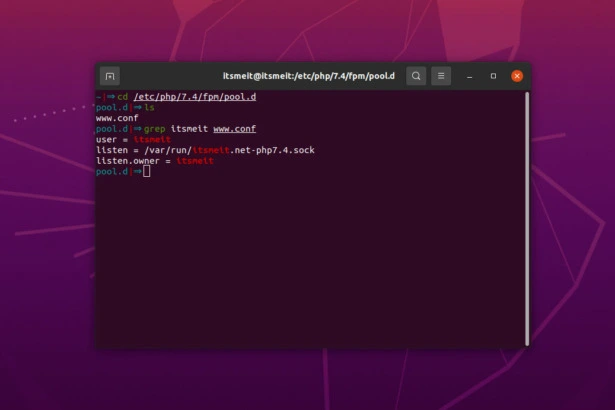 itsmeit@itsmeit:/etc/php/7.4/fpm/pool.d
~|⇒ cd /etc/php/7.4/fpm/pool.d
pool.d|⇒ ls
www.conf
pool.d|⇒ grep itsmeit www.conf
user = itsmeit
listen = /var/run/itsmeit.net-php7.4.sock
listen.owner = itsmeit
pool.d|⇒